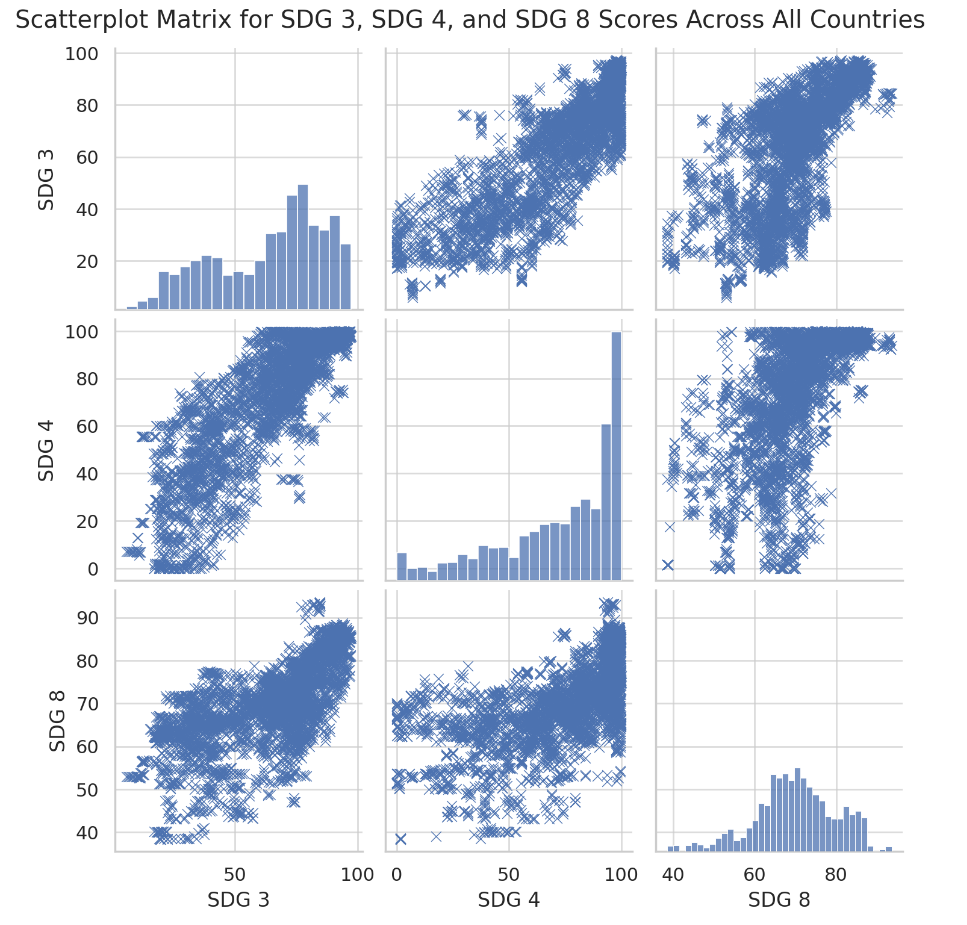 Scatterplot Matrix for SDG 3, SDG 4, and SDG 8 Scores Across All Countries
100
80
60
40
20
SDG 3
100
80
60
40
20
0
SDG 4
90
80
70
60
50
40
SDG 8
50 100 0 50 100 40 60 80
SDG 3 SDG 4 SDG 8